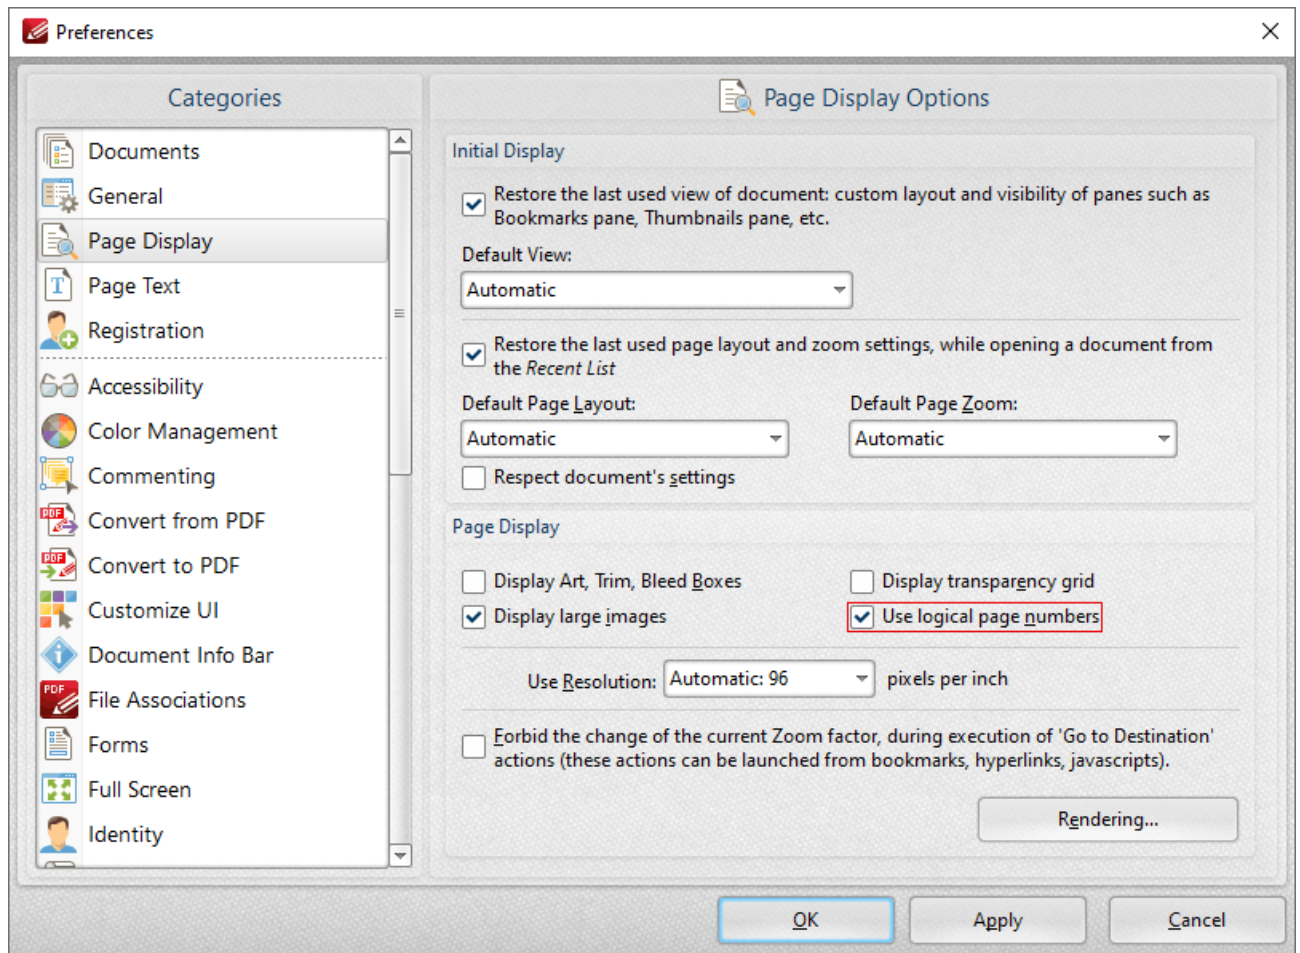 Preferences
Categories
Documents
General
Page Display
Page Text
Registration
Accessibility
Color Management
Commenting
Convert from PDF
Convert to PDF
Customize UI
Document Info Bar
File Associations
Forms
Full Screen
Identity
Page Display Options
Initial Display
Restore the last used view of document: custom layout and visibility of panes such as
Bookmarks pane, Thumbnails pane, etc.
Default View:
Automatic
Restore the last used page layout and zoom settings, while opening a document from
the Recent List
Default Page Layout:
Default Page Zoom:
Automatic
Automatic
Respect document's settings
Page Display
Display Art, Trim, Bleed Boxes
Display transparency grid
Display large images
Use logical page numbers
Use Resolution: Automatic: 96 pixels per inch
Forbid the change of the current Zoom factor, during execution of 'Go to Destination'
actions (these actions can be launched from bookmarks, hyperlinks, javascripts).
Rendering...
OK
Apply
Cancel